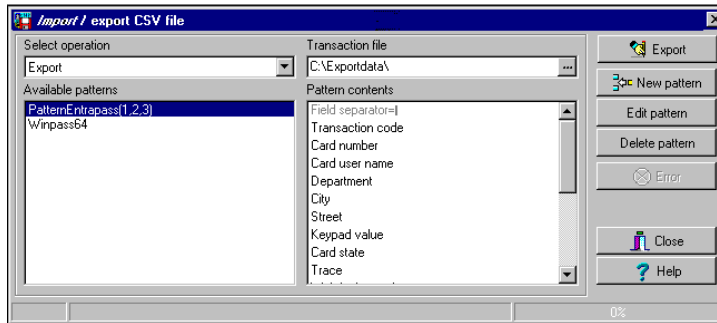 Import / export CSV file
Select operation
Export
Transaction file
C:\Exportdata\
...
Available patterns
PatternEntrapass(1,2,3)
Winpass64
Pattern contents
Field separator=|
Transaction code
Card number
Card user name
Department
City
Street
Keypad value
Card state
Trace
Export
New pattern
Edit pattern
Delete pattern
Error
Close
Help
0%